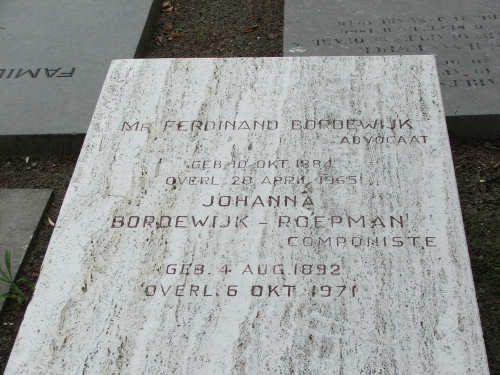 Mr FERDINAND BORDEWIJK
ADVOCAAT
GEB. 10 OKT 1884
OVERL. 28 APRIL 1965
JOHANNA
BORDEWIJK - ROEPMAN
COMPONISTE
GEB. 4 AUG. 1892
OVERL. 6 OKT 1971
FAMILI